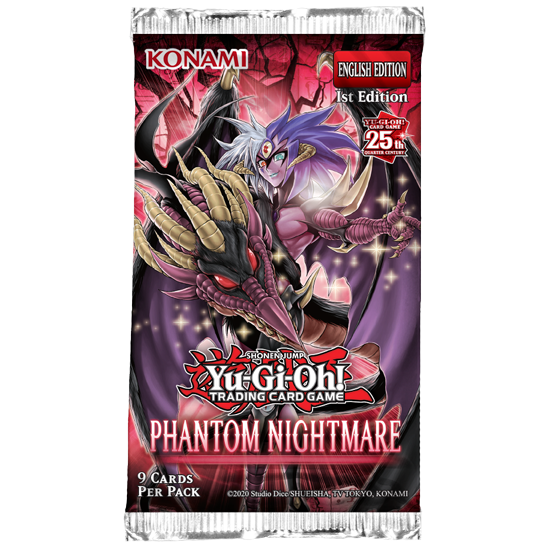 KONAMI
ENGLISH EDITION
1st Edition
YU-GI-OH!
CARD GAME
25th
QUARTER CENTURY
SHONEN JUMP
Yu-Gi-Oh!
TRADING CARD GAME
PHANTOM NIGHTMARE
9 CARDS
PER PACK
©2020 Studio Dice/SHUEISHA, TV TOKYO, KONAMI